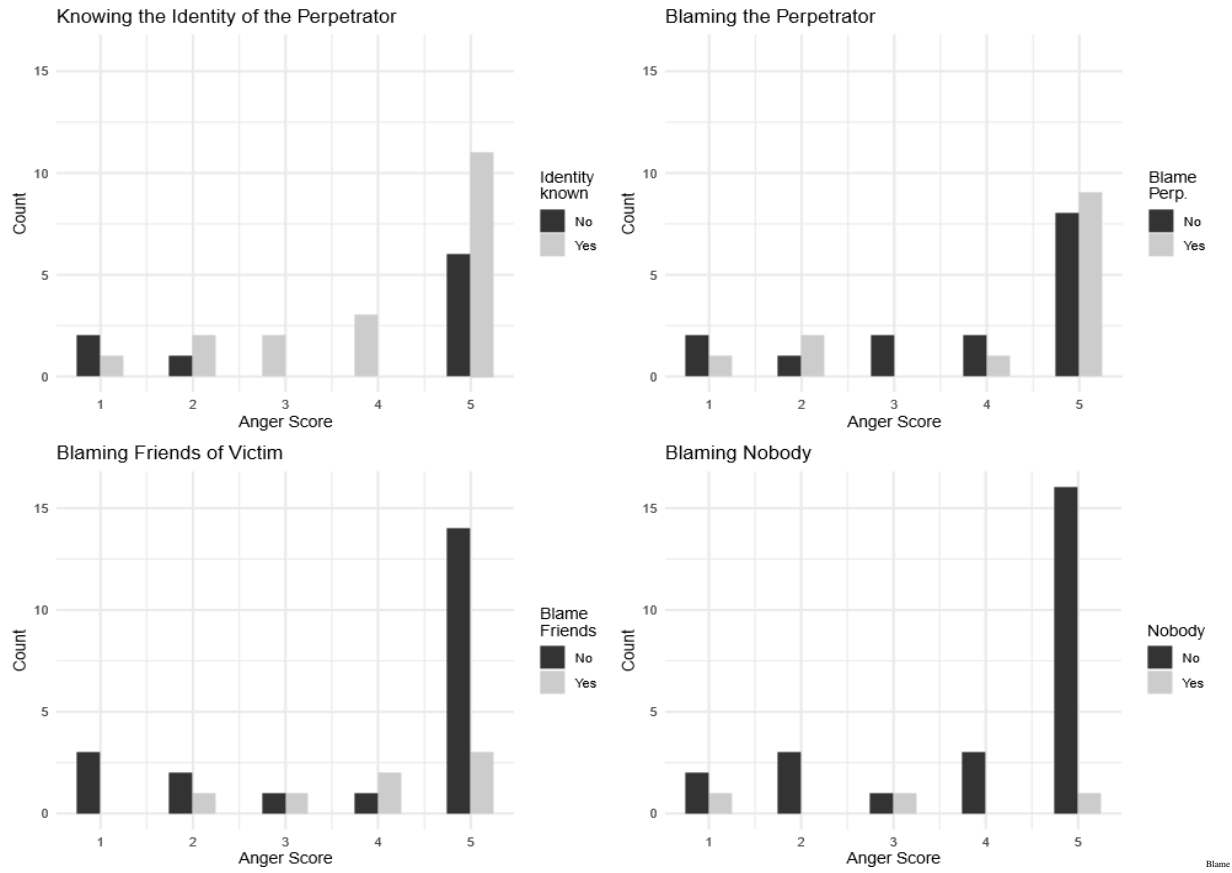 Knowing the Identity of the Perpetrator
15
10
5
0
Count
1 2 3 4 5
Anger Score
Identity
known
No
Yes
Blaming the Perpetrator
15
10
5
0
Count
1 2 3 4 5
Anger Score
Blame
Perp.
No
Yes
Blaming Friends of Victim
15
10
5
0
Count
1 2 3 4 5
Anger Score
Blame
Friends
No
Yes
Blaming Nobody
15
10
5
0
Count
1 2 3 4 5
Anger Score
Nobody
No
Yes
Blame